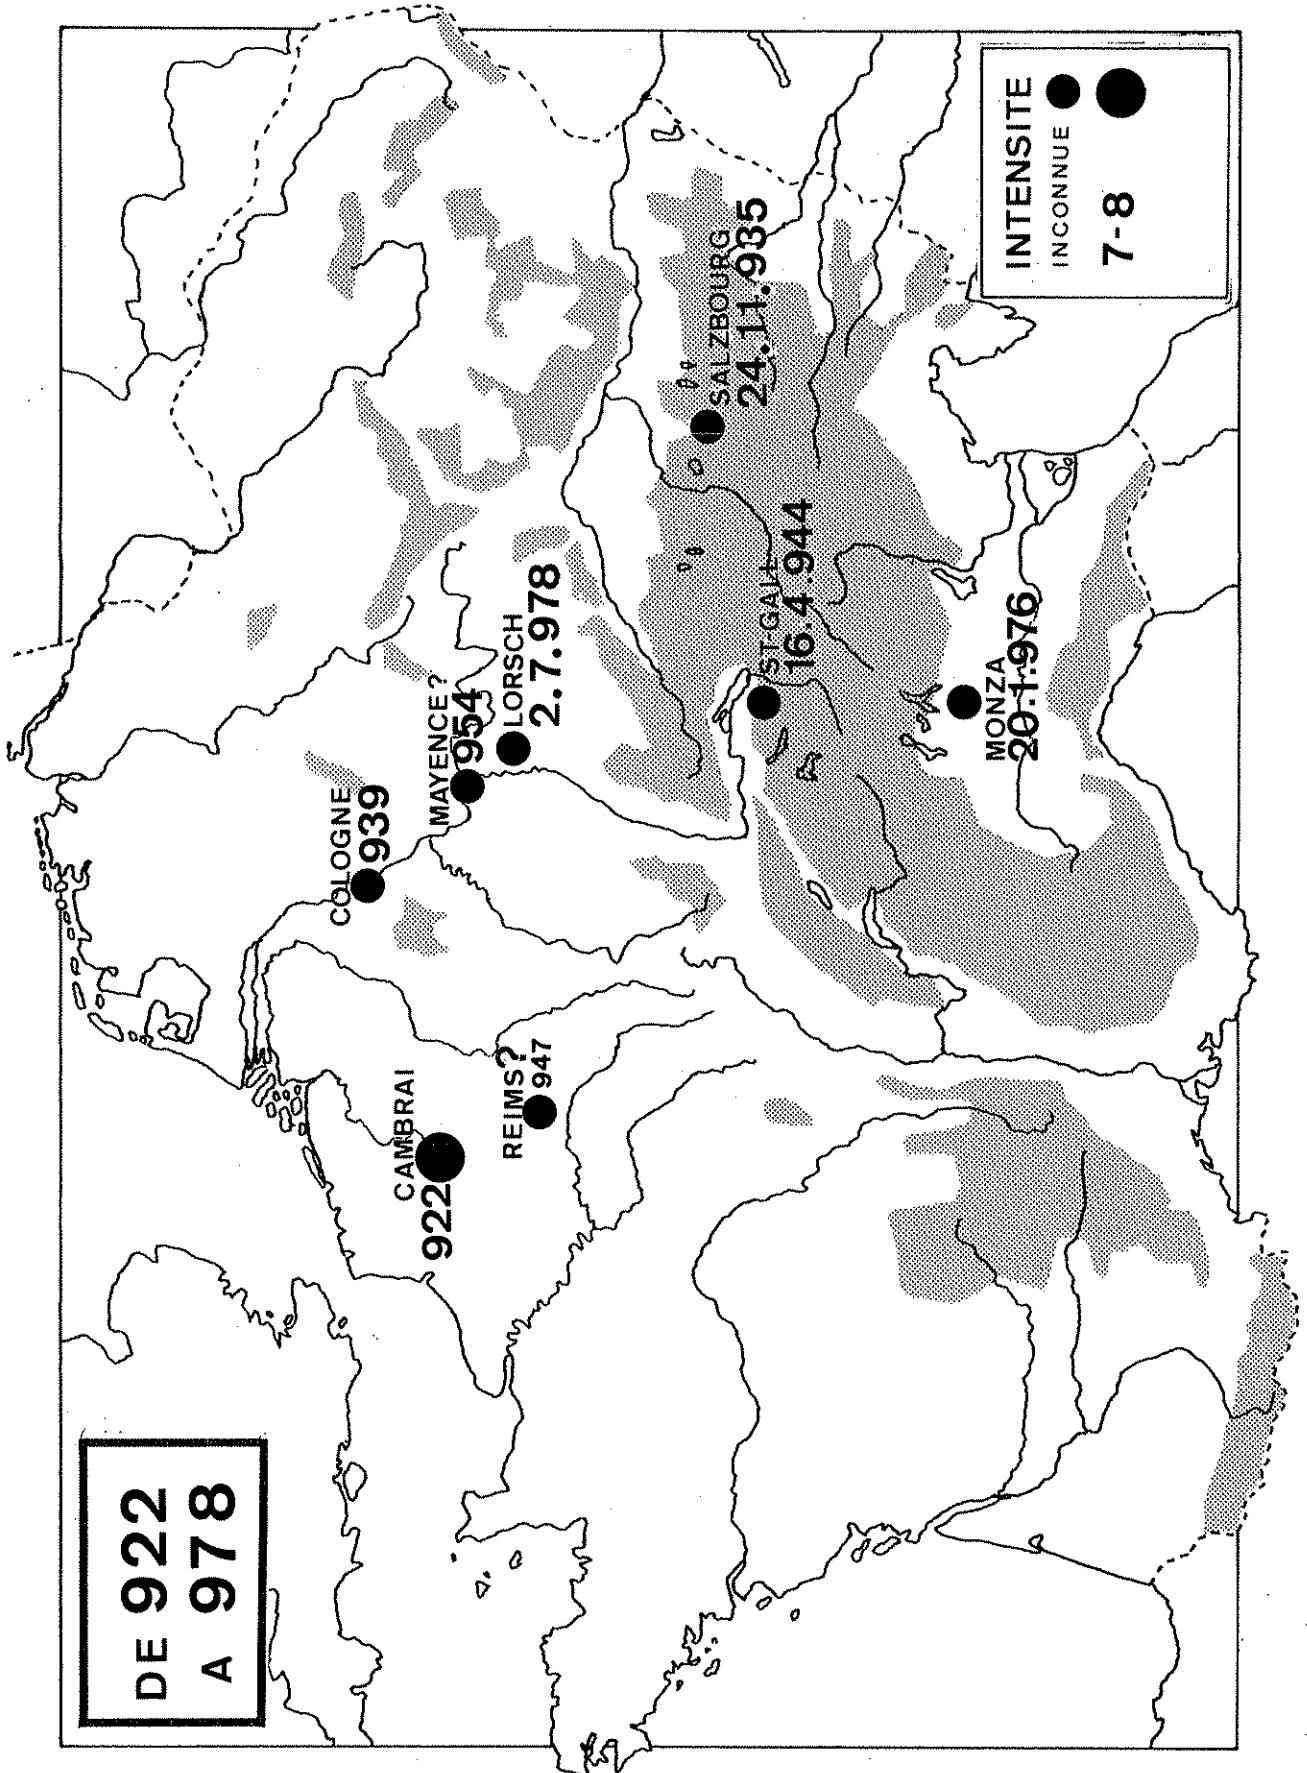 DE 922
A 978
CAMBRAI
922
REIMS?
947
COLOGNE
939
MAYENCE?
954
LORSCH
2.7.978
ST-GALL
16.4.944
SALZBOURG
24.11.935
MONZA
20.1.976
INTENSITE
INCONNUE
7-8